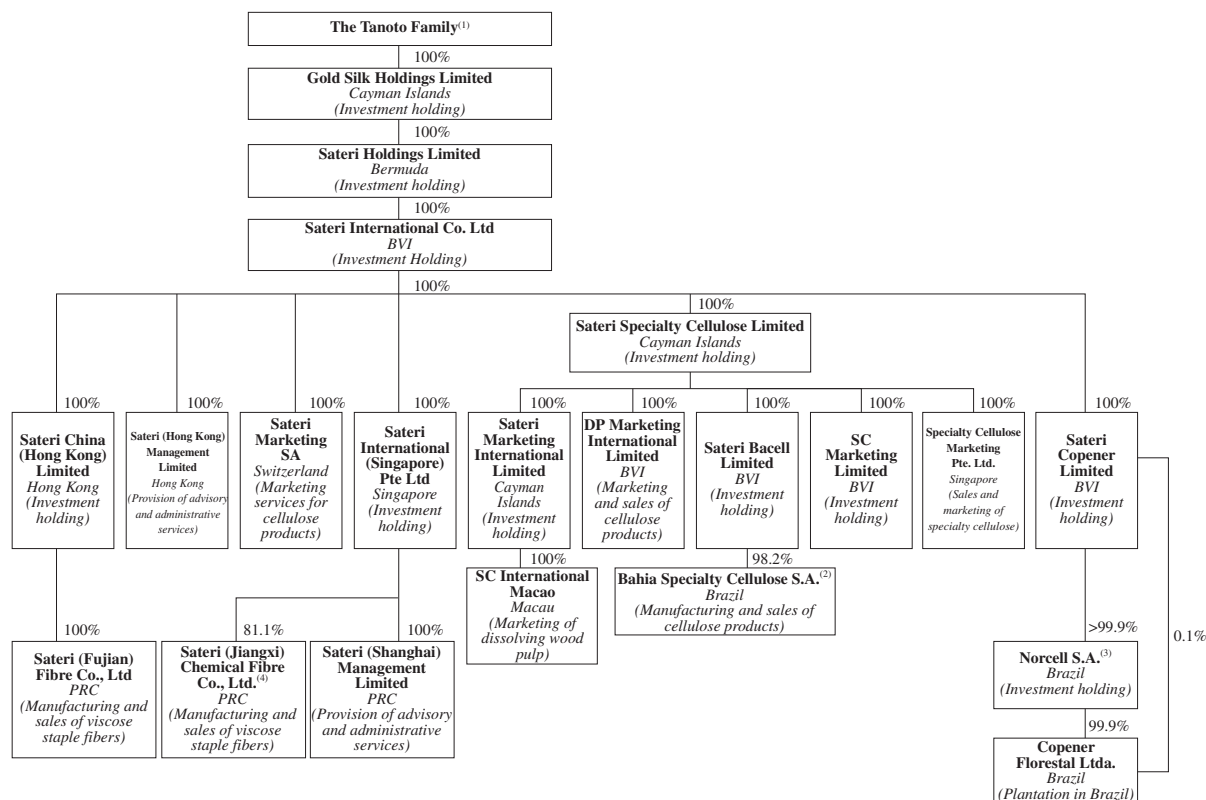 The Tanoto Family(1)
100%
Gold Silk Holdings Limited
Cayman Islands
(Investment holding)
100%
Sateri Holdings Limited
Bermuda
(Investment holding)
100%
Sateri International Co. Ltd
BVI
(Investment Holding)
100%
100%
Sateri Specialty Cellulose Limited
Cayman Islands
(Investment holding)
100%
Sateri China
(Hong Kong)
Limited
Hong Kong
(Investment
holding)
100%
Sateri (Hong Kong)
Management
Limited
Hong Kong
(Provision of advisory
and administrative
services)
100%
Sateri
Marketing
SA
Switzerland
(Marketing
services for
cellulose
products)
100%
Sateri
International
(Singapore)
Pte Ltd
Singapore
(Investment
holding)
100%
Sateri
Marketing
International
Limited
Cayman
Islands
(Investment
holding)
100%
DP Marketing
International
Limited
BVI
(Marketing
and sales of
cellulose
products)
100%
Sateri Bacell
Limited
BVI
(Investment
holding)
100%
SC
Marketing
Limited
BVI
(Investment
holding)
100%
Specialty Cellulose
Marketing
Pte. Ltd.
Singapore
(Sales and
marketing of
specialty cellulose)
100%
Sateri
Copener
Limited
BVI
(Investment
holding)
100%
SC International
Macao
Macau
(Marketing of
dissolving wood
pulp)
98.2%
Bahia Specialty Cellulose S.A.(2)
Brazil
(Manufacturing and sales of
cellulose products)
100%
Sateri (Fujian)
Fibre Co., Ltd
PRC
(Manufacturing and
sales of viscose
staple fibers)
81.1%
Sateri (Jiangxi)
Chemical Fibre
Co., Ltd.(4)
PRC
(Manufacturing and
sales of viscose
staple fibers)
100%
Sateri (Shanghai)
Management
Limited
PRC
(Provision of advisory
and administrative
services)
>99.9%
0.1%
Norcell S.A.(3)
Brazil
(Investment holding)
99.9%
Copener
Florestal Ltda.
Brazil
(Plantation in Brazil)